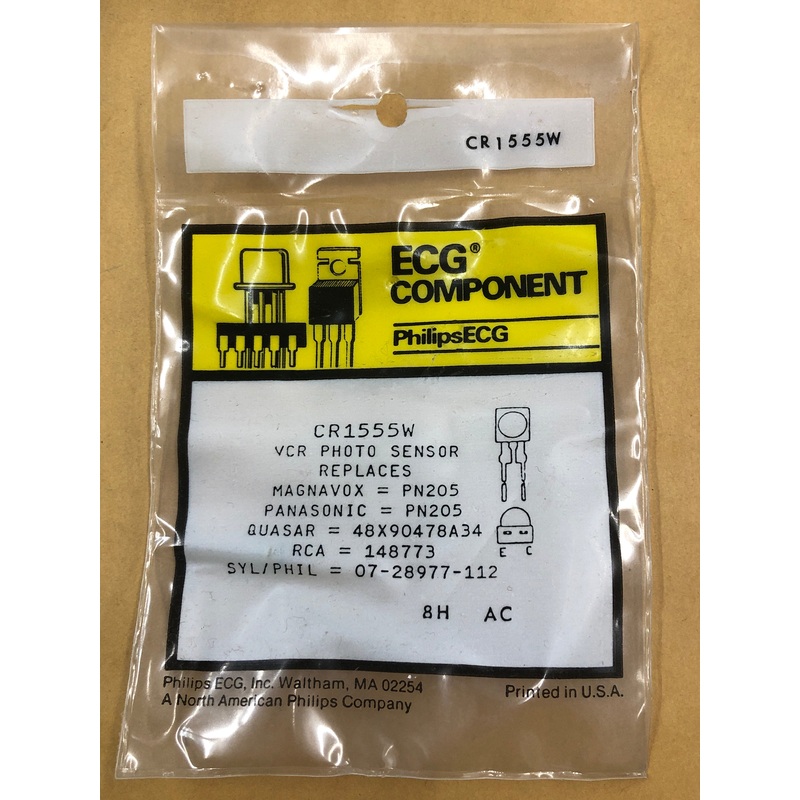 CR1555W
ECG®
COMPONENT
PhilipsECG
CR1555W
VCR PHOTO SENSOR
REPLACES
MAGNAVOX = PN205
PANASONIC = PN205
QUASAR = 48X90478A34
RCA = 148773
SYL/PHIL = 07-28977-112
E C
8H AC
Philips ECG, Inc. Waltham, MA 02254
A North American Philips Company
Printed in U.S.A.